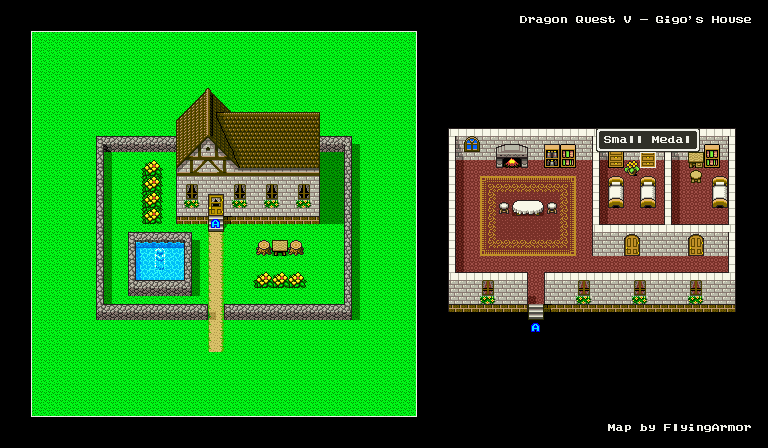 Dragon Quest V — Gigo's House
Small Medal
A
A
Map by FlyingArmor